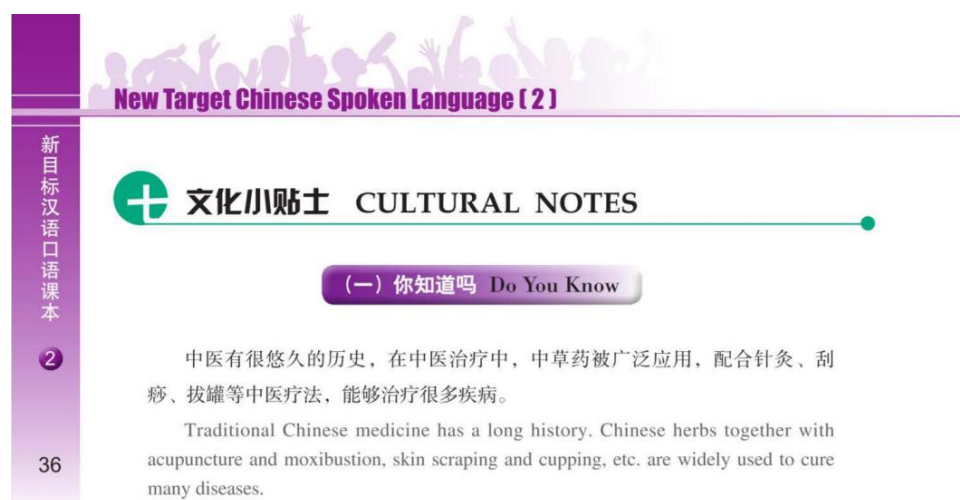 New Target Chinese Spoken Language (2)
新目标汉语口语课本
2
七 文化小贴士 CULTURAL NOTES
(一) 你知道吗 Do You Know
中医有很悠久的历史，在中医治疗中，中草药被广泛应用，配合针灸、刮
痧、拔罐等中医疗法，能够治疗很多疾病。
Traditional Chinese medicine has a long history. Chinese herbs together with
acupuncture and moxibustion, skin scraping and cupping, etc. are widely used to cure
many diseases.
36